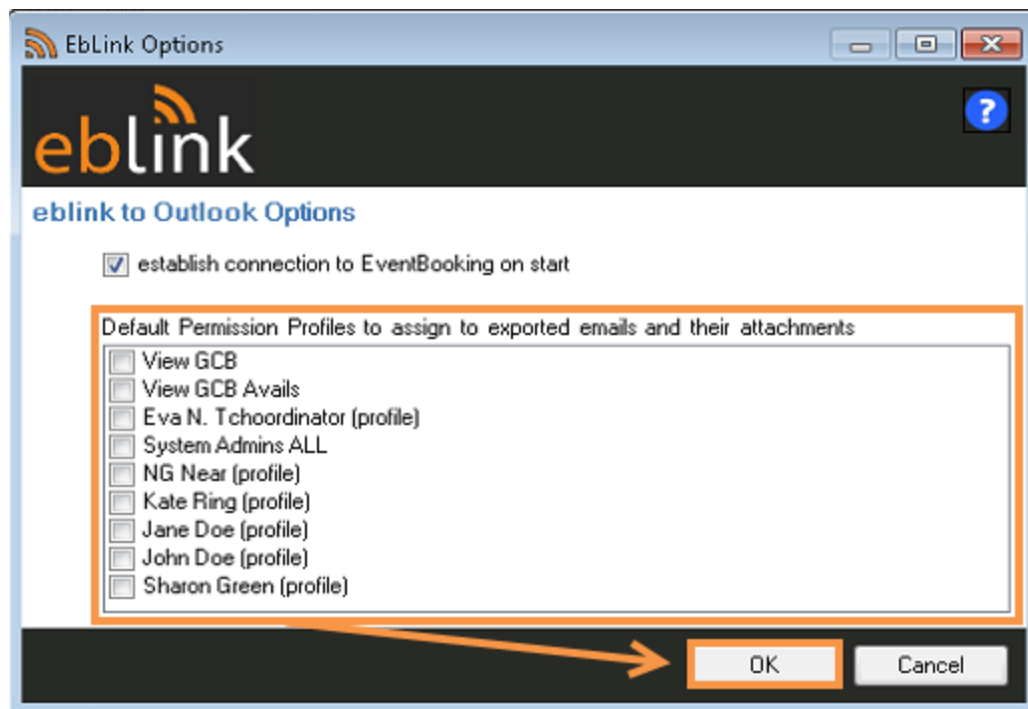 EbLink Options
eblink
?
eblink to Outlook Options
establish connection to EventBooking on start
Default Permission Profiles to assign to exported emails and their attachments
View GCB
View GCB Avails
Eva N. Tchoordinator (profile)
System Admins ALL
NG Near (profile)
Kate Ring (profile)
Jane Doe (profile)
John Doe (profile)
Sharon Green (profile)
OK Cancel